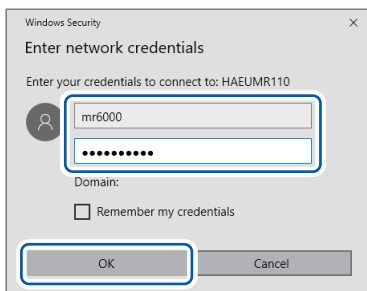 Windows Security
Enter network credentials
Enter your credentials to connect to: HAEUMR110
mr6000
••••••••••
Domain:
Remember my credentials
OK Cancel